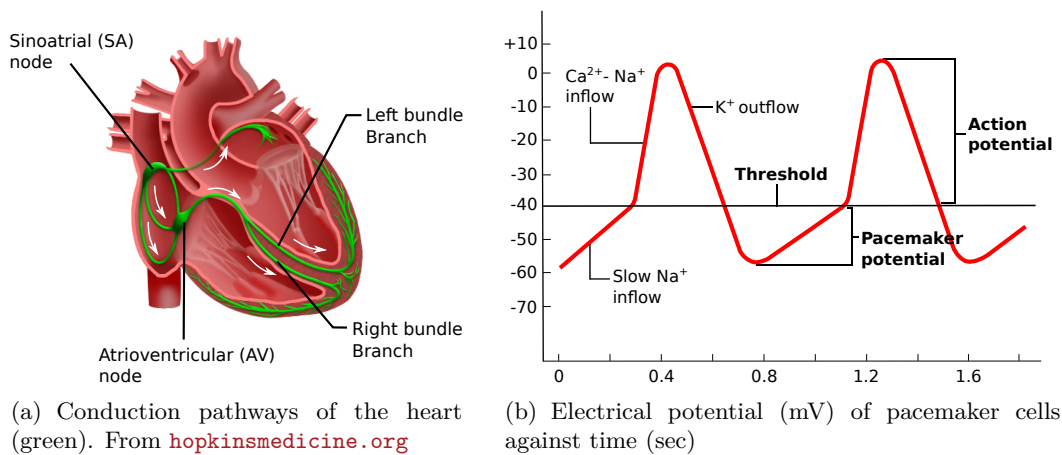 Sinoatrial (SA)
node
Left bundle
Branch
Right bundle
Branch
Atrioventricular (AV)
node
(a) Conduction pathways of the heart
(green). From hopkinsmedicine.org
+10
0
-10
-20
-30
-40
-50
-60
-70
Ca²⁺- Na⁺
inflow
K⁺ outflow
Threshold
Action
potential
Pacemaker
potential
Slow Na⁺
inflow
0
0.4
0.8
1.2
1.6
(b) Electrical potential (mV) of pacemaker cells
against time (sec)